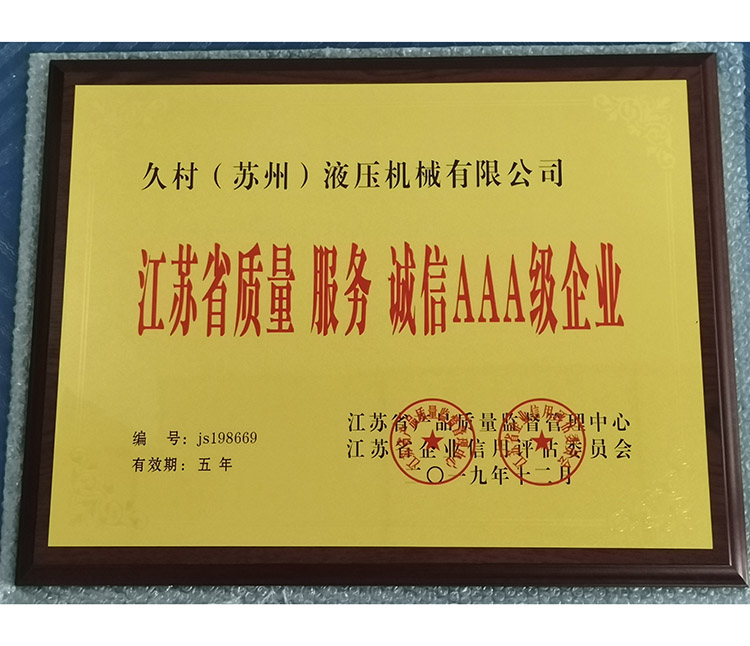 久村（苏州）液压机械有限公司
江苏省质量 服务 诚信AAA级企业
编 号：js198669
有效期：五年
江苏省产品质量监督管理中心
江苏省企业信用评估委员会
二〇一九年十二月